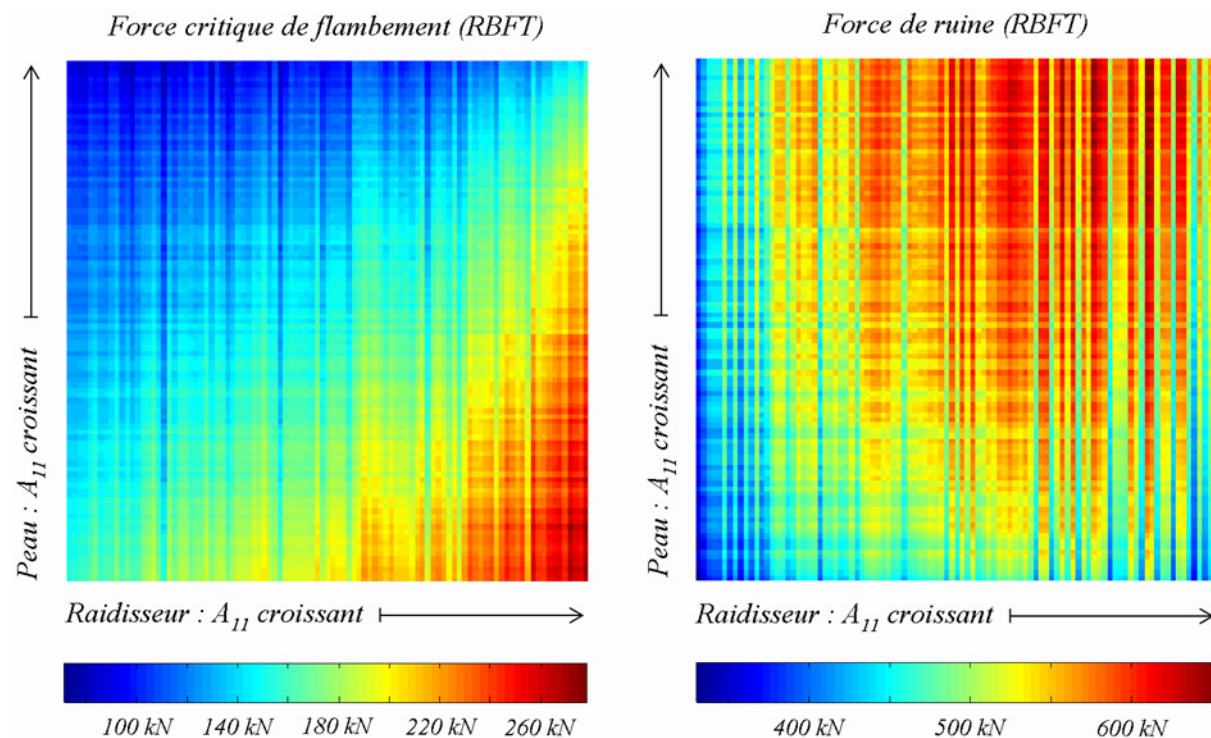 Force critique de flambement (RBFT)
Peau : A11 croissant
Raidisseur : A11 croissant
100 kN 140 kN 180 kN 220 kN 260 kN
Force de ruine (RBFT)
Peau : A11 croissant
Raidisseur : A11 croissant
400 kN 500 kN 600 kN